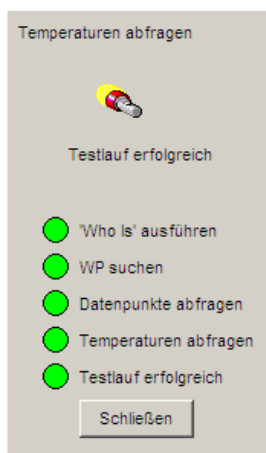 Temperaturen abfragen
Testlauf erfolgreich
'Who Is' ausführen
WP suchen
Datenpunkte abfragen
Temperaturen abfragen
Testlauf erfolgreich
Schließen